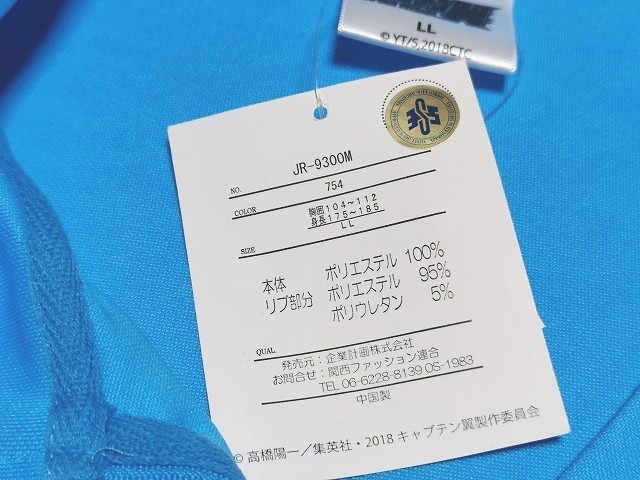 LL
© YT/S,2018CTC
JR-9300M
NO.
754
COLOR
胸囲104～112
身長175～185
LL
SIZE
本体 ポリエステル 100%
リブ部分 ポリエステル 95%
ポリウレタン 5%
QUAL
発売元：企業計画株式会社
お問合せ：関西ファッション連合
TEL 06-6228-8139 OS-1983
中国製
© 高橋陽一／集英社・2018 キャプテン翼製作委員会